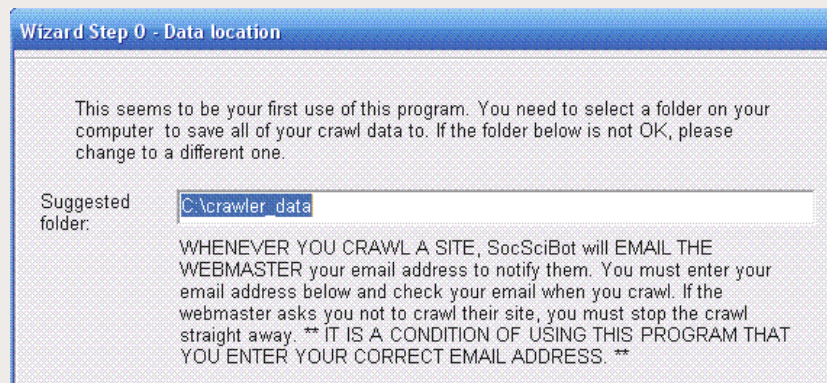 Wizard Step 0 - Data location
This seems to be your first use of this program. You need to select a folder on your
computer to save all of your crawl data to. If the folder below is not OK, please
change to a different one.
Suggested
folder:
C:\crawler_data
WHENEVER YOU CRAWL A SITE, SocSciBot will EMAIL THE
WEBMASTER your email address to notify them. You must enter your
email address below and check your email when you crawl. If the
webmaster asks you not to crawl their site, you must stop the crawl
straight away. ** IT IS A CONDITION OF USING THIS PROGRAM THAT
YOU ENTER YOUR CORRECT EMAIL ADDRESS. **